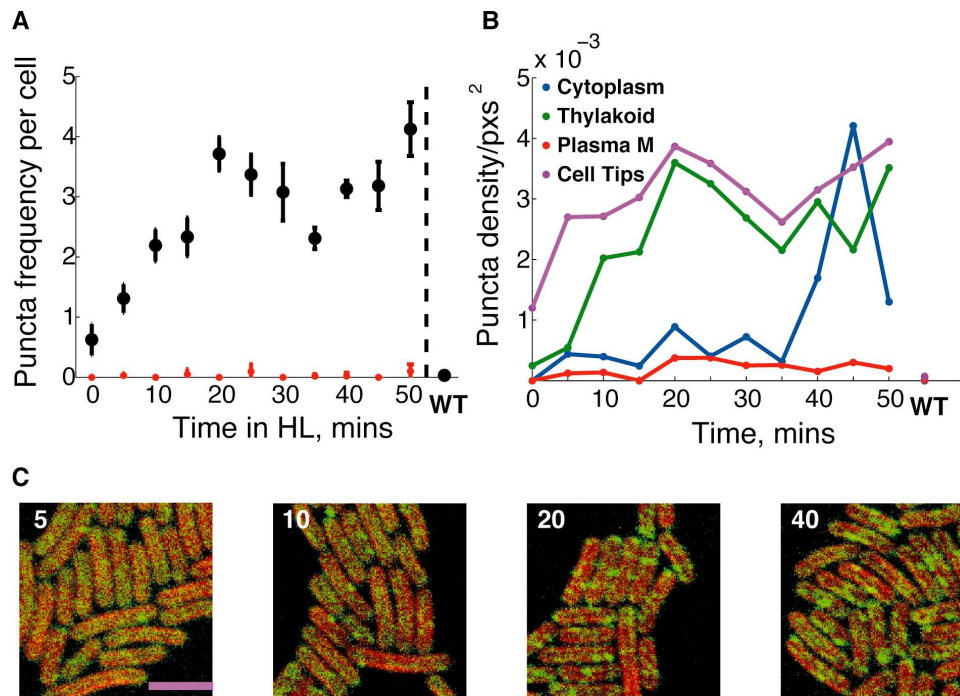 A
Puncta frequency per cell
5
4
3
2
1
0
0 10 20 30 40 50 WT
Time in HL, mins
B
x 10⁻³
Puncta density/pxs²
5
4
3
2
1
Cytoplasm
Thylakoid
Plasma M
Cell Tips
0 10 20 30 40 50 WT
Time, mins
C
5
10
20
40